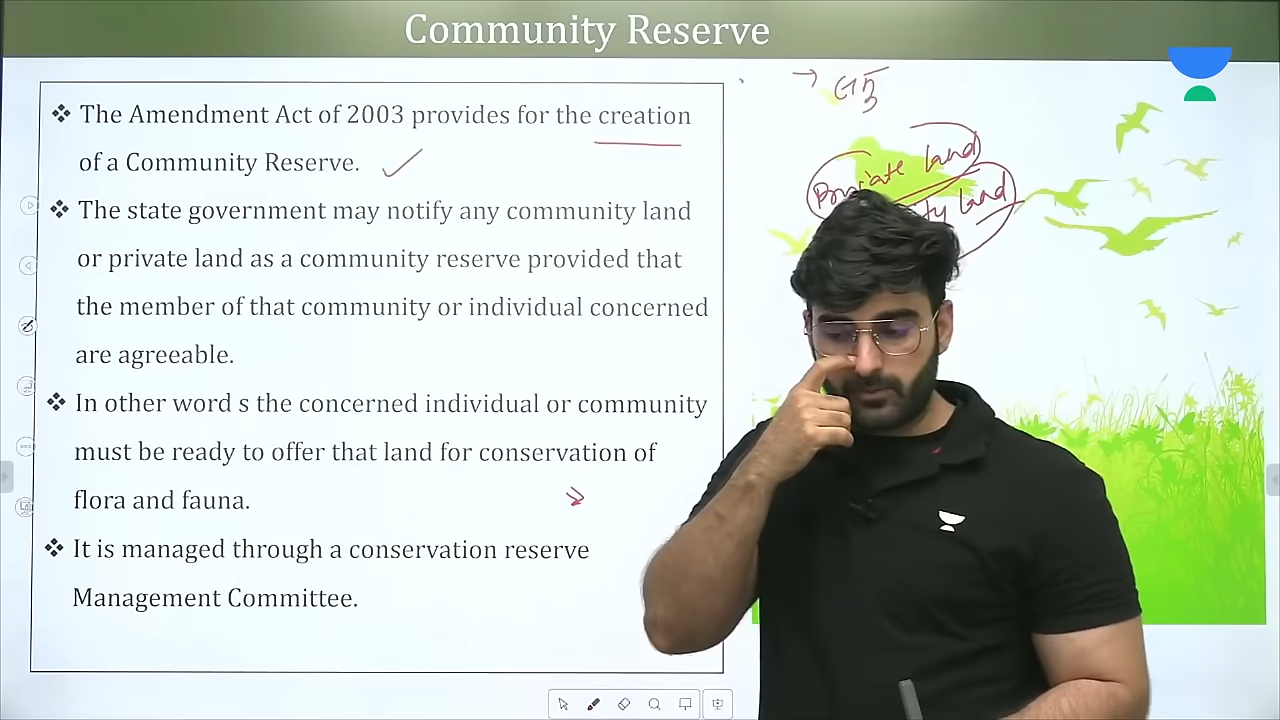 Community Reserve
❖ The Amendment Act of 2003 provides for the creation
of a Community Reserve.
❖ The state government may notify any community land
or private land as a community reserve provided that
the member of that community or individual concerned
are agreeable.
❖ In other word s the concerned individual or community
must be ready to offer that land for conservation of
flora and fauna.
❖ It is managed through a conservation reserve
Management Committee.
Private land
land